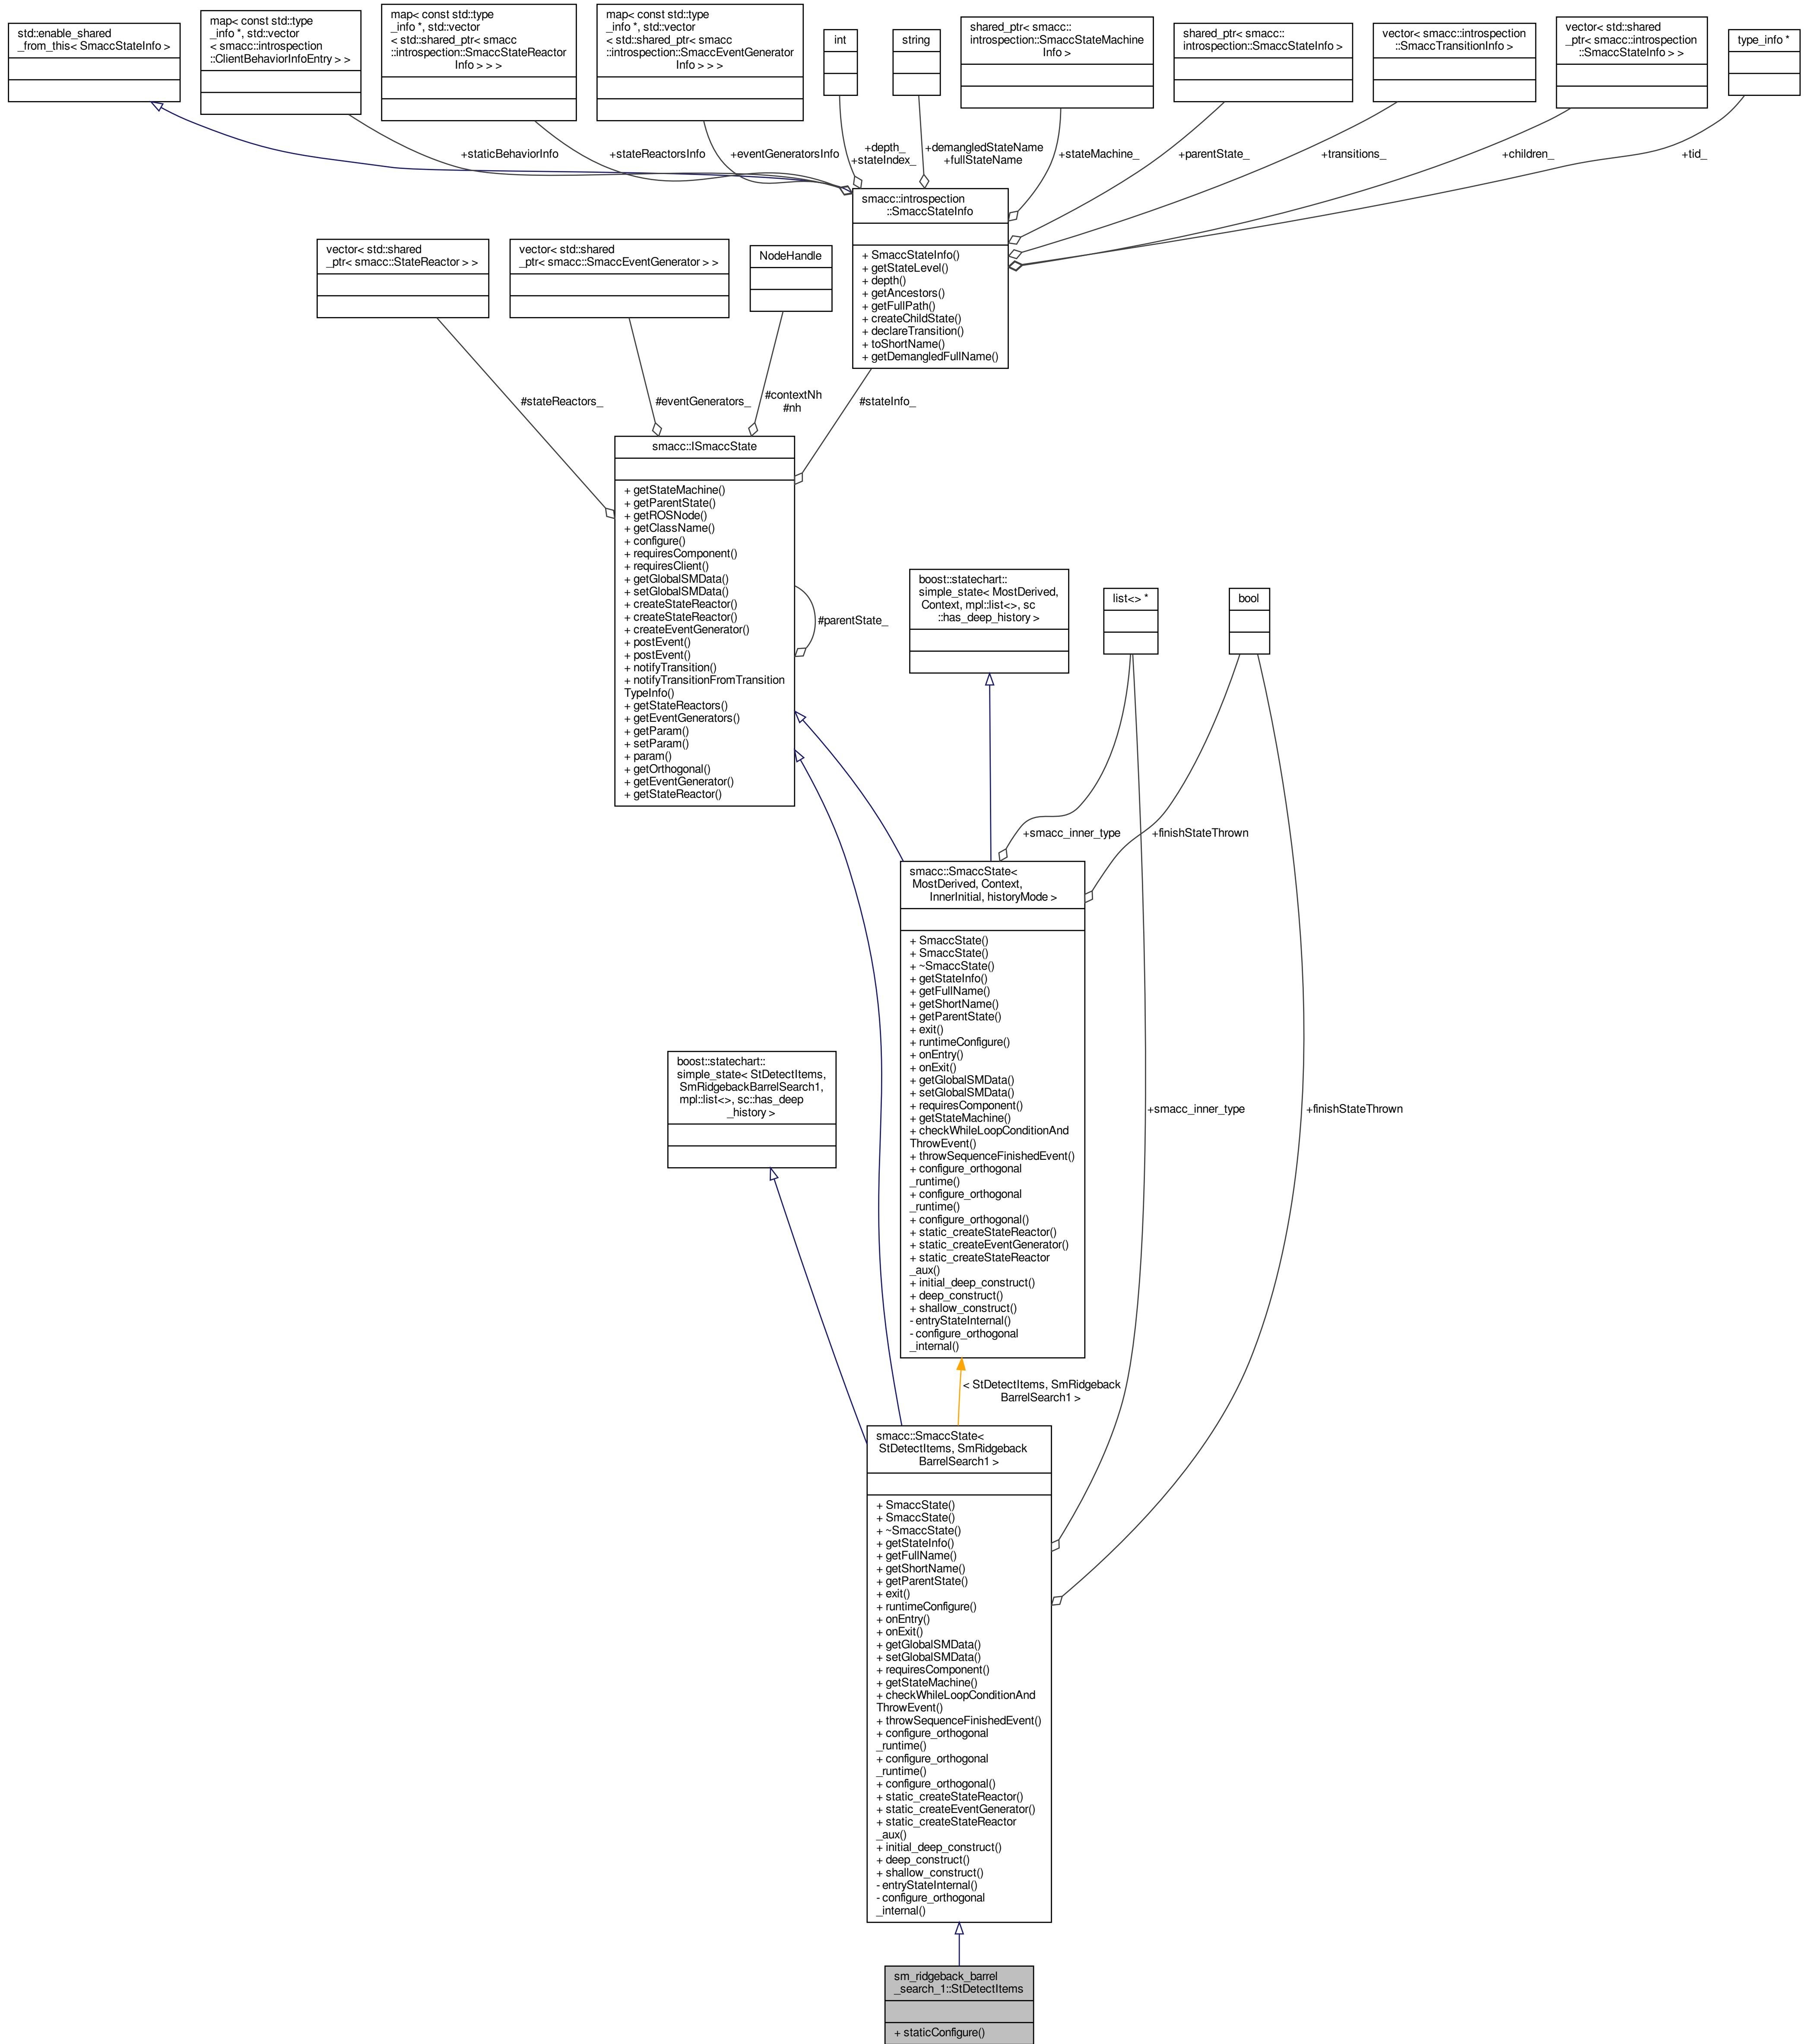 std::enable_shared
_from_this< SmaccStateInfo >
map< const std::type
_info *, std::vector
< smacc::introspection
::ClientBehaviorInfoEntry > >
map< const std::type
_info *, std::vector
< std::shared_ptr< smacc
::introspection::SmaccStateReactor
Info > > >
map< const std::type
_info *, std::vector
< std::shared_ptr< smacc
::introspection::SmaccEventGenerator
Info > > >
int
string
shared_ptr< smacc::
introspection::SmaccStateMachine
Info >
shared_ptr< smacc::
introspection::SmaccStateInfo >
vector< smacc::introspection
::SmaccTransitionInfo >
vector< std::shared
_ptr< smacc::introspection
::SmaccStateInfo > >
type_info *
+staticBehaviorInfo
+stateReactorsInfo
+eventGeneratorsInfo
+depth_
+stateIndex_
+demangledStateName
+fullStateName
+stateMachine_
+parentState_
+transitions_
+children_
+tid_
smacc::introspection
::SmaccStateInfo
+ SmaccStateInfo()
+ getStateLevel()
+ depth()
+ getAncestors()
+ getFullPath()
+ createChildState()
+ declareTransition()
+ toShortName()
+ getDemangledFullName()
vector< std::shared
_ptr< smacc::StateReactor > >
vector< std::shared
_ptr< smacc::SmaccEventGenerator > >
NodeHandle
#stateReactors_
#eventGenerators_
#contextNh
#nh
#stateInfo_
smacc::ISmaccState
+ getStateMachine()
+ getParentState()
+ getROSNode()
+ getClassName()
+ configure()
+ requiresComponent()
+ requiresClient()
+ getGlobalSMData()
+ setGlobalSMData()
+ createStateReactor()
+ createStateReactor()
+ createEventGenerator()
+ postEvent()
+ postEvent()
+ notifyTransition()
+ notifyTransitionFromTransition
TypeInfo()
+ getStateReactors()
+ getEventGenerators()
+ getParam()
+ setParam()
+ param()
+ getOrthogonal()
+ getEventGenerator()
+ getStateReactor()
#parentState_
boost::statechart::
simple_state< MostDerived,
Context, mpl::list<>, sc
::has_deep_history >
list<> *
bool
+smacc_inner_type
+finishStateThrown
smacc::SmaccState<
MostDerived, Context,
InnerInitial, historyMode >
+ SmaccState()
+ SmaccState()
+ ~SmaccState()
+ getStateInfo()
+ getFullName()
+ getShortName()
+ getParentState()
+ exit()
+ runtimeConfigure()
+ onEntry()
+ onExit()
+ getGlobalSMData()
+ setGlobalSMData()
+ requiresComponent()
+ getStateMachine()
+ checkWhileLoopConditionAnd
ThrowEvent()
+ throwSequenceFinishedEvent()
+ configure_orthogonal
_runtime()
+ configure_orthogonal
_runtime()
+ configure_orthogonal()
+ static_createStateReactor()
+ static_createEventGenerator()
+ static_createStateReactor
_aux()
+ initial_deep_construct()
+ deep_construct()
+ shallow_construct()
- entryStateInternal()
- configure_orthogonal
_internal()
boost::statechart::
simple_state< StDetectItems,
SmRidgebackBarrelSearch1,
mpl::list<>, sc::has_deep
_history >
+smacc_inner_type
+finishStateThrown
< StDetectItems, SmRidgeback
BarrelSearch1 >
smacc::SmaccState<
StDetectItems, SmRidgeback
BarrelSearch1 >
+ SmaccState()
+ SmaccState()
+ ~SmaccState()
+ getStateInfo()
+ getFullName()
+ getShortName()
+ getParentState()
+ exit()
+ runtimeConfigure()
+ onEntry()
+ onExit()
+ getGlobalSMData()
+ setGlobalSMData()
+ requiresComponent()
+ getStateMachine()
+ checkWhileLoopConditionAnd
ThrowEvent()
+ throwSequenceFinishedEvent()
+ configure_orthogonal
_runtime()
+ configure_orthogonal
_runtime()
+ configure_orthogonal()
+ static_createStateReactor()
+ static_createEventGenerator()
+ static_createStateReactor
_aux()
+ initial_deep_construct()
+ deep_construct()
+ shallow_construct()
- entryStateInternal()
- configure_orthogonal
_internal()
sm_ridgeback_barrel
_search_1::StDetectItems
+ staticConfigure()